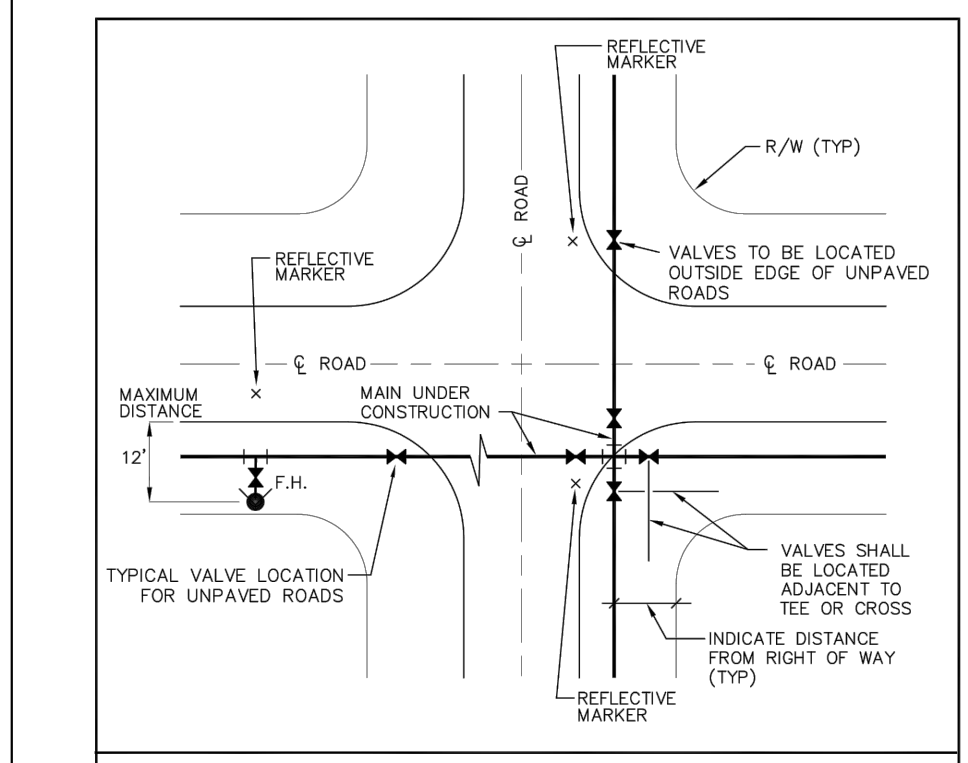 REFLECTIVE
MARKER
R/W (TYP)
℄ ROAD
VALVES TO BE LOCATED
OUTSIDE EDGE OF UNPAVED
ROADS
REFLECTIVE
MARKER
℄ ROAD
℄ ROAD
MAXIMUM
DISTANCE
12'
MAIN UNDER
CONSTRUCTION
F.H.
TYPICAL VALVE LOCATION
FOR UNPAVED ROADS
VALVES SHALL
BE LOCATED
ADJACENT TO
TEE OR CROSS
INDICATE DISTANCE
FROM RIGHT OF WAY
(TYP)
REFLECTIVE
MARKER